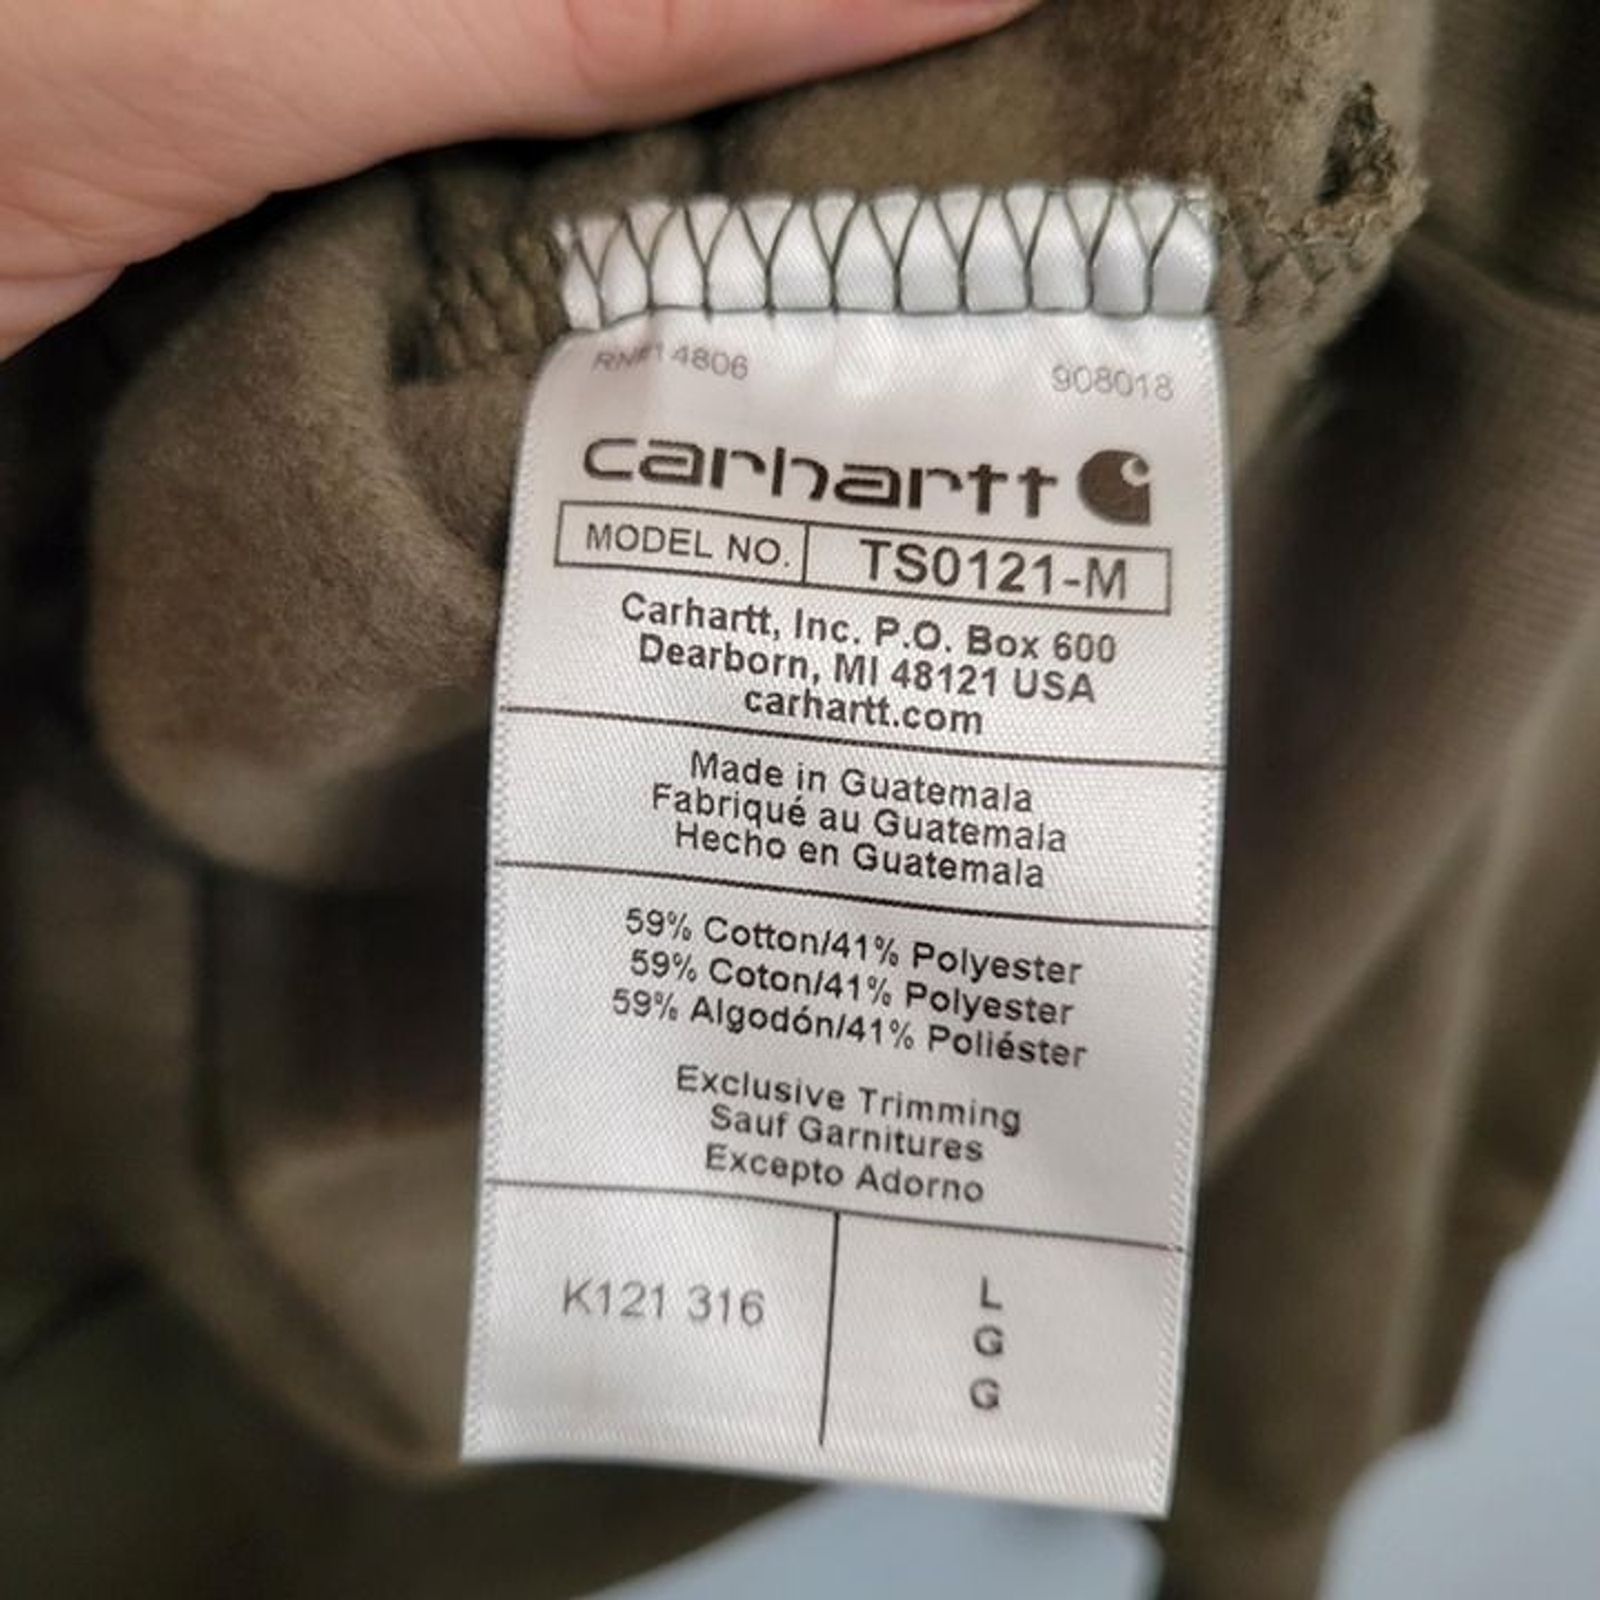 RN#14806 908018
carhartt
MODEL NO. TS0121-M
Carhartt, Inc. P.O. Box 600
Dearborn, MI 48121 USA
carhartt.com
Made in Guatemala
Fabriqué au Guatemala
Hecho en Guatemala
59% Cotton/41% Polyester
59% Coton/41% Polyester
59% Algodón/41% Poliéster
Exclusive Trimming
Sauf Garnitures
Excepto Adorno
K121 316
L
G
G